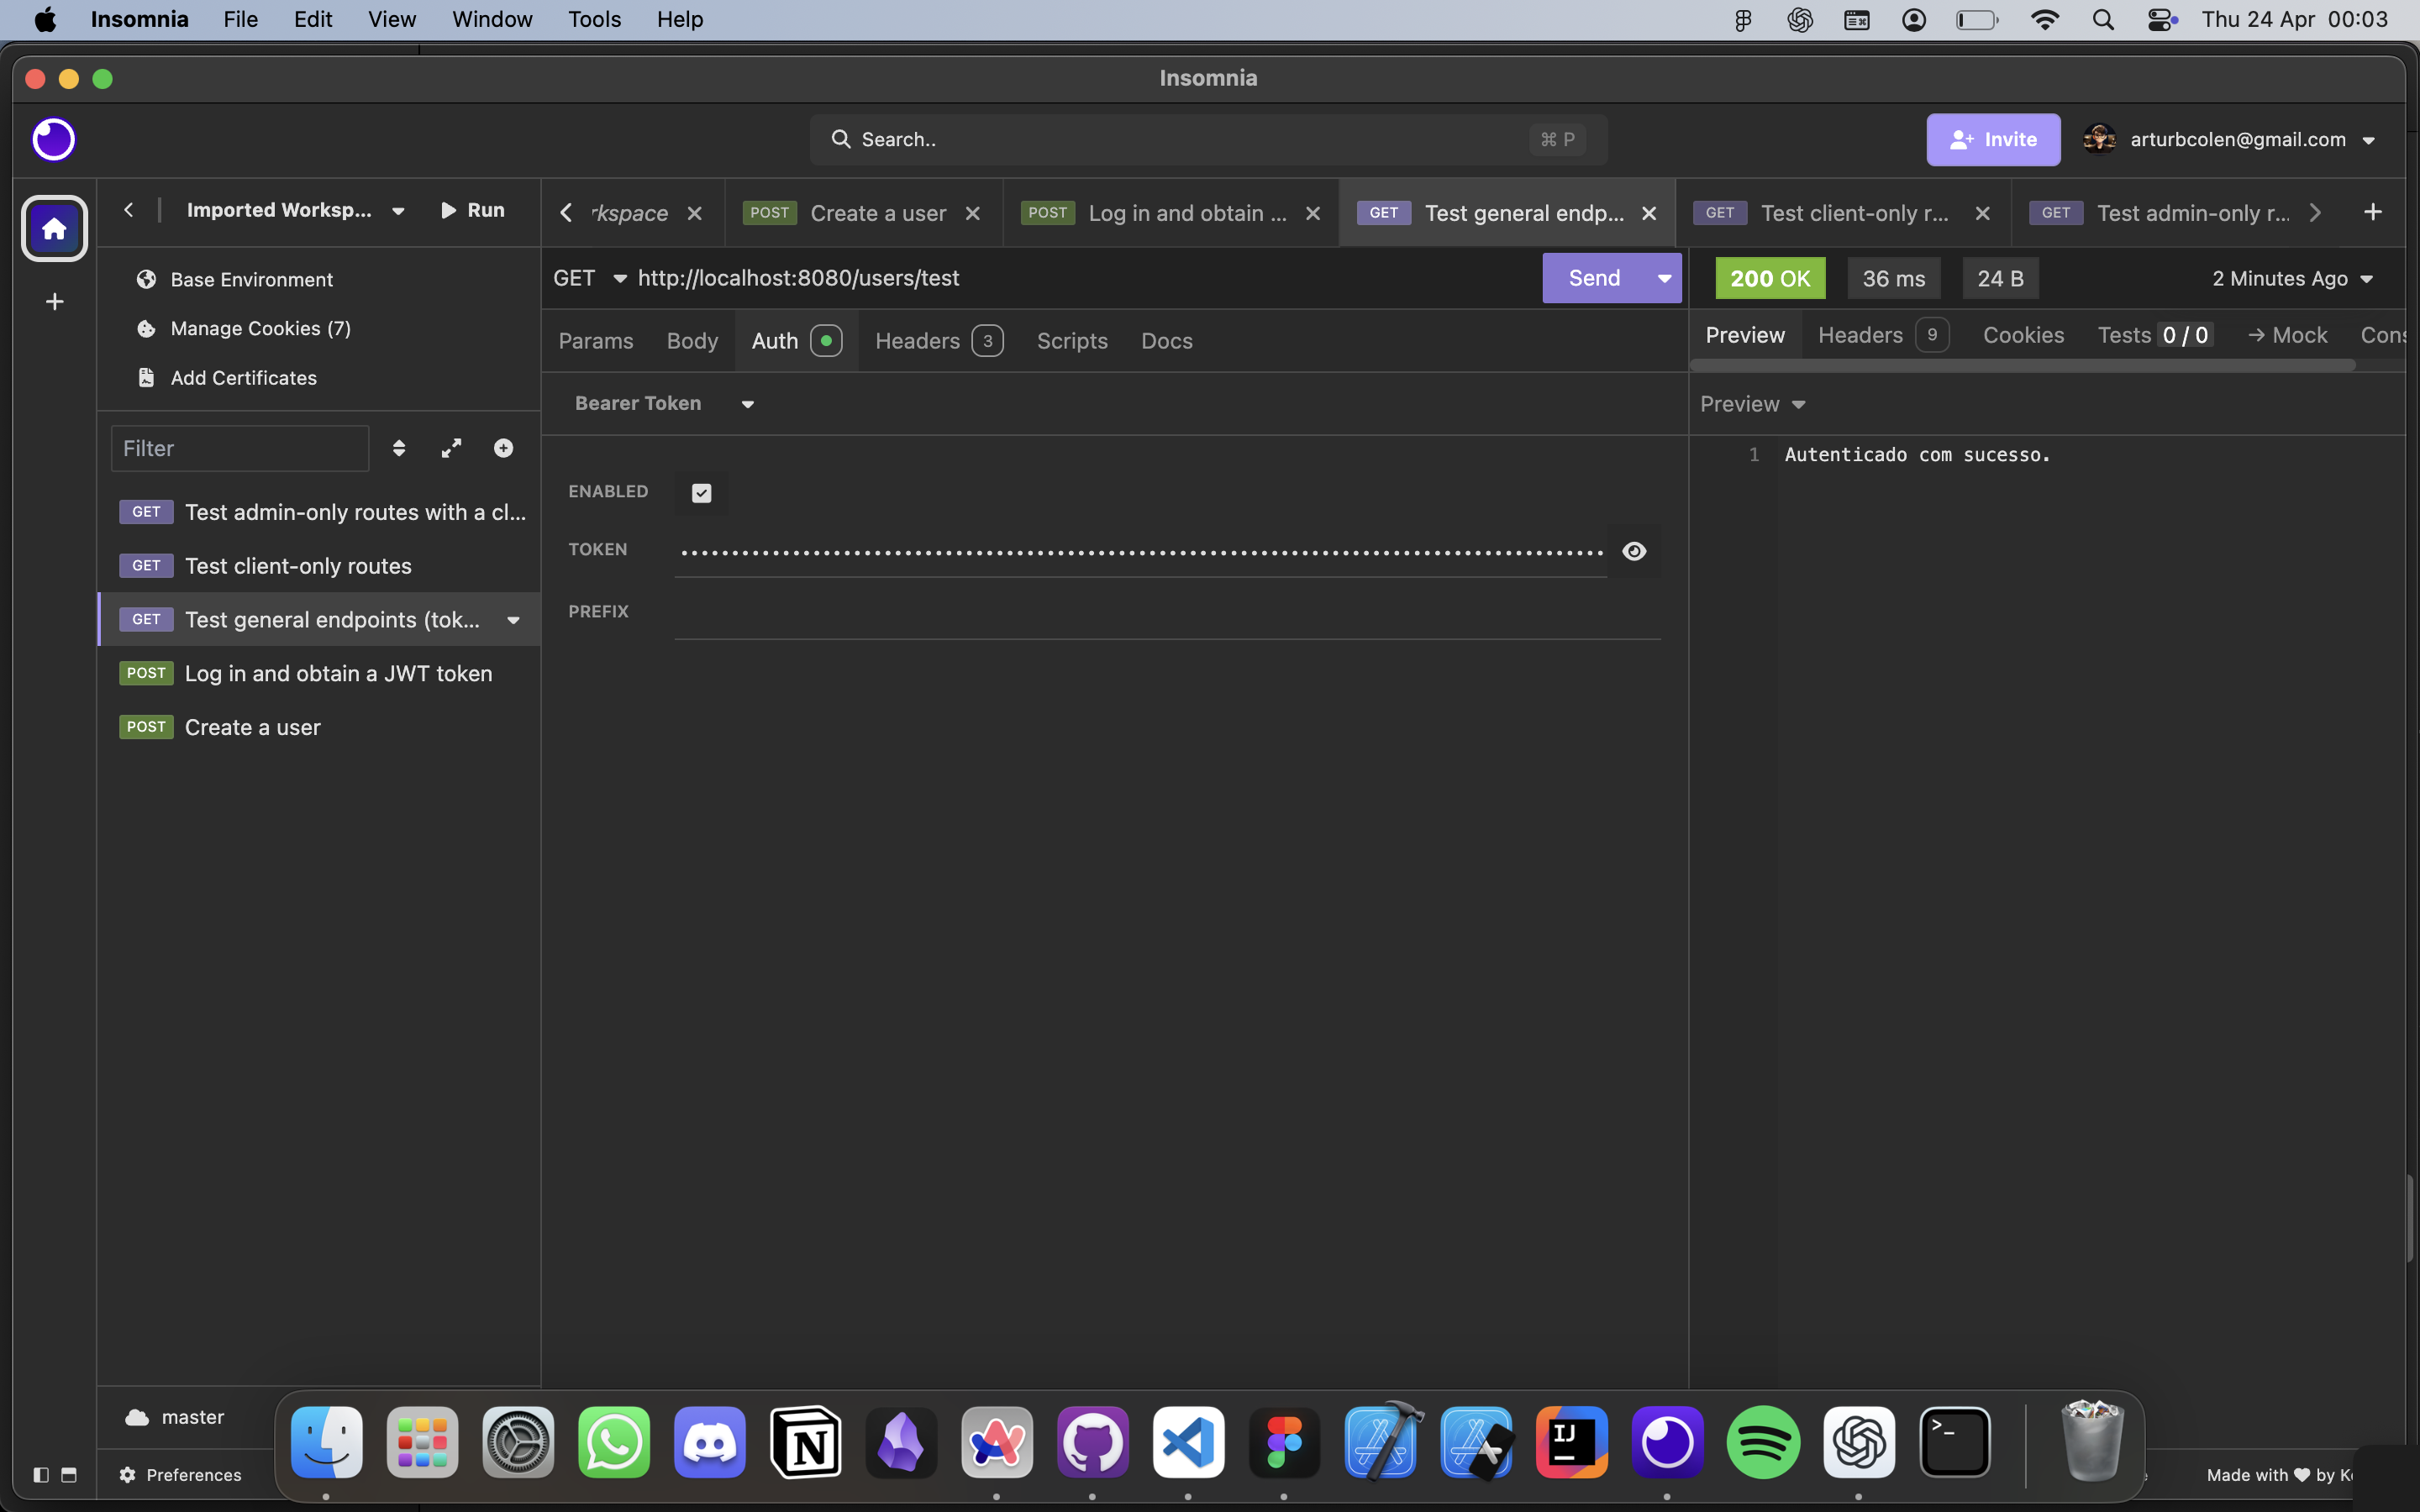 Insomnia File Edit View Window Tools Help
Thu 24 Apr 00:03
Insomnia
Search..
⌘ P
Invite
arturbcolen@gmail.com
Imported Worksp...
Run
rkspace
POST Create a user
POST Log in and obtain ...
GET Test general endp...
GET Test client-only r...
GET Test admin-only r...
Base Environment
Manage Cookies (7)
Add Certificates
Filter
GET Test admin-only routes with a cl...
GET Test client-only routes
GET Test general endpoints (tok...
POST Log in and obtain a JWT token
POST Create a user
GET http://localhost:8080/users/test
Send
Params Body Auth Headers 3 Scripts Docs
Bearer Token
ENABLED
TOKEN
PREFIX
200 OK 36 ms 24 B
2 Minutes Ago
Preview Headers 9 Cookies Tests 0 / 0 → Mock Cons
Preview
1 Autenticado com sucesso.
master
Preferences
IJ
>_
Made with ♥ by K